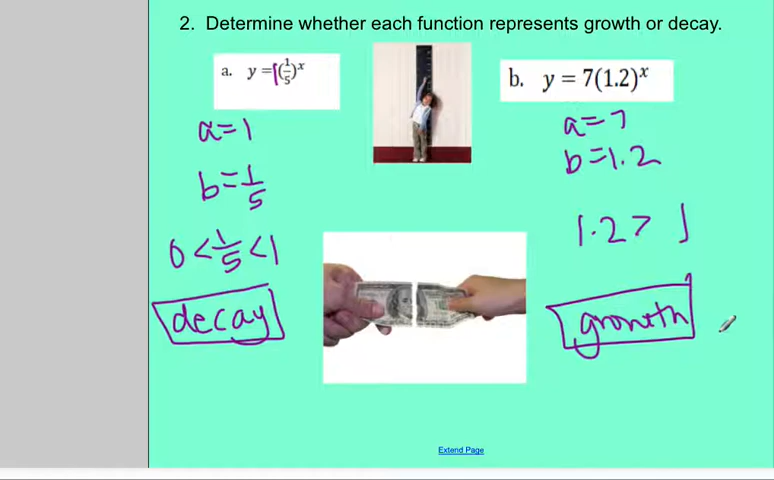 2. Determine whether each function represents growth or decay.
a. y = 1(1/5)^x
b. y = 7(1.2)^x
a=1
b=1/5
0<1/5<1
decay
a=7
b=1.2
1.2> 1
growth
Extend Page